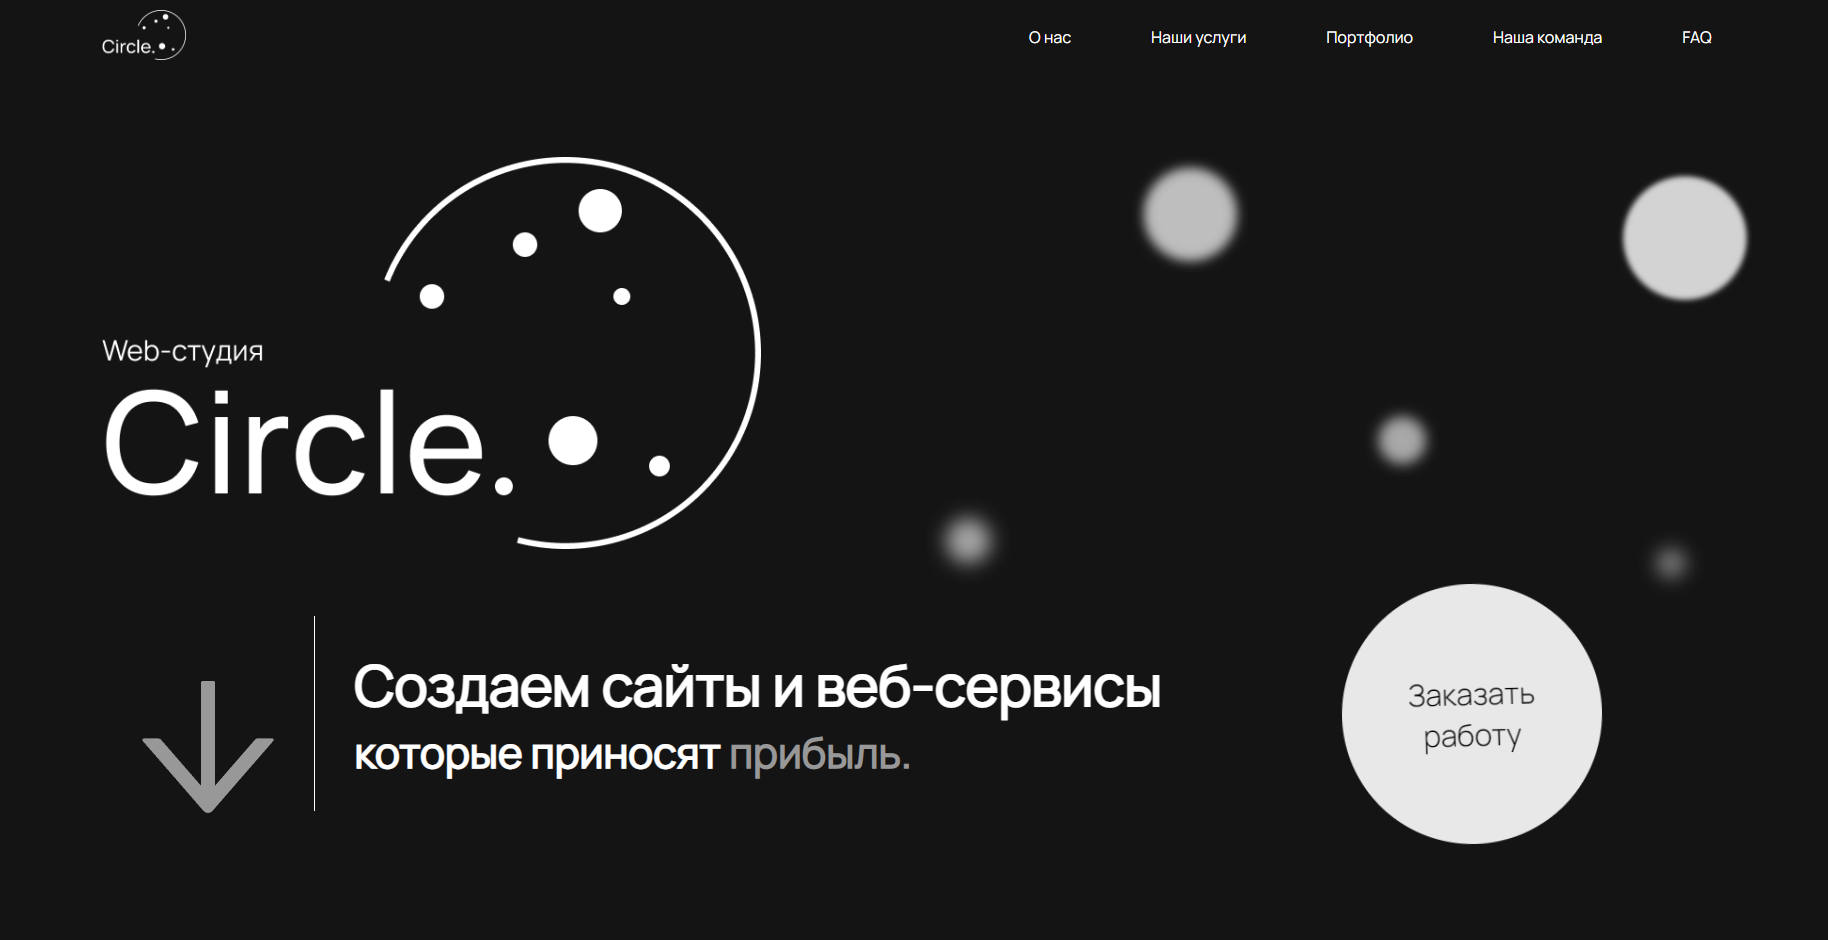 Circle.
О нас
Наши услуги
Портфолио
Наша команда
FAQ
Web-студия
Circle.
Создаем сайты и веб-сервисы
которые приносят прибыль.
Заказать
работу